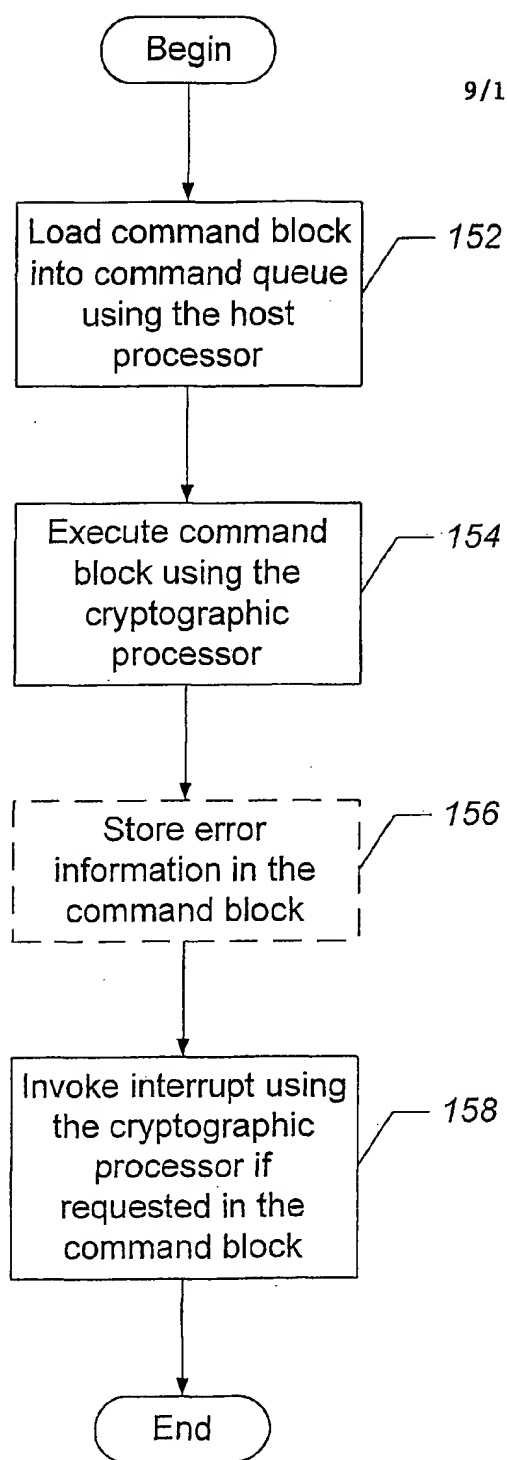 Begin
9/1
Load command block
into command queue
using the host
processor
152
Execute command
block using the
cryptographic
processor
154
Store error
information in the
command block
156
Invoke interrupt using
the cryptographic
processor if
requested in the
command block
158
End